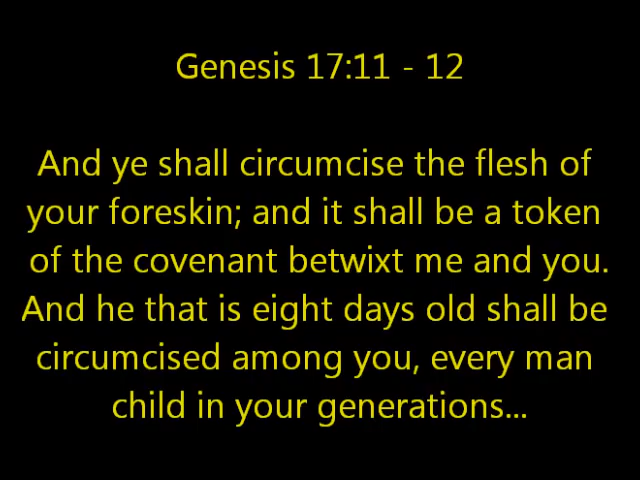 Genesis 17:11 - 12
And ye shall circumcise the flesh of
your foreskin; and it shall be a token
of the covenant betwixt me and you.
And he that is eight days old shall be
circumcised among you, every man
child in your generations...